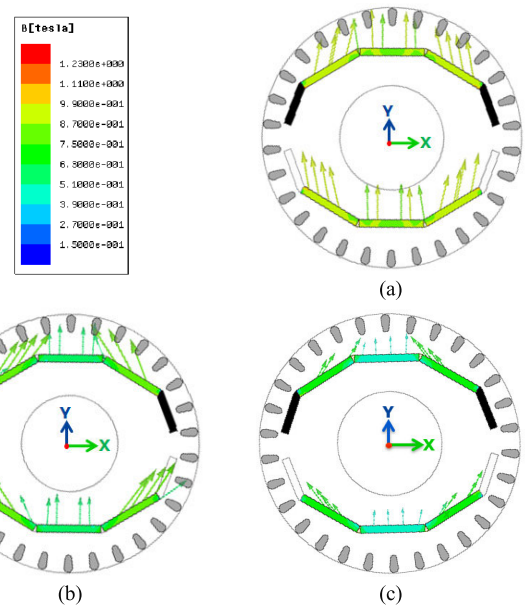 B[tesla]
1.2300e+000
1.1100e+000
9.9000e-001
8.7000e-001
7.5000e-001
6.3000e-001
5.1000e-001
3.9000e-001
2.7000e-001
1.5000e-001
Y
X
(a)
Y
X
Y
X
(b)
(c)